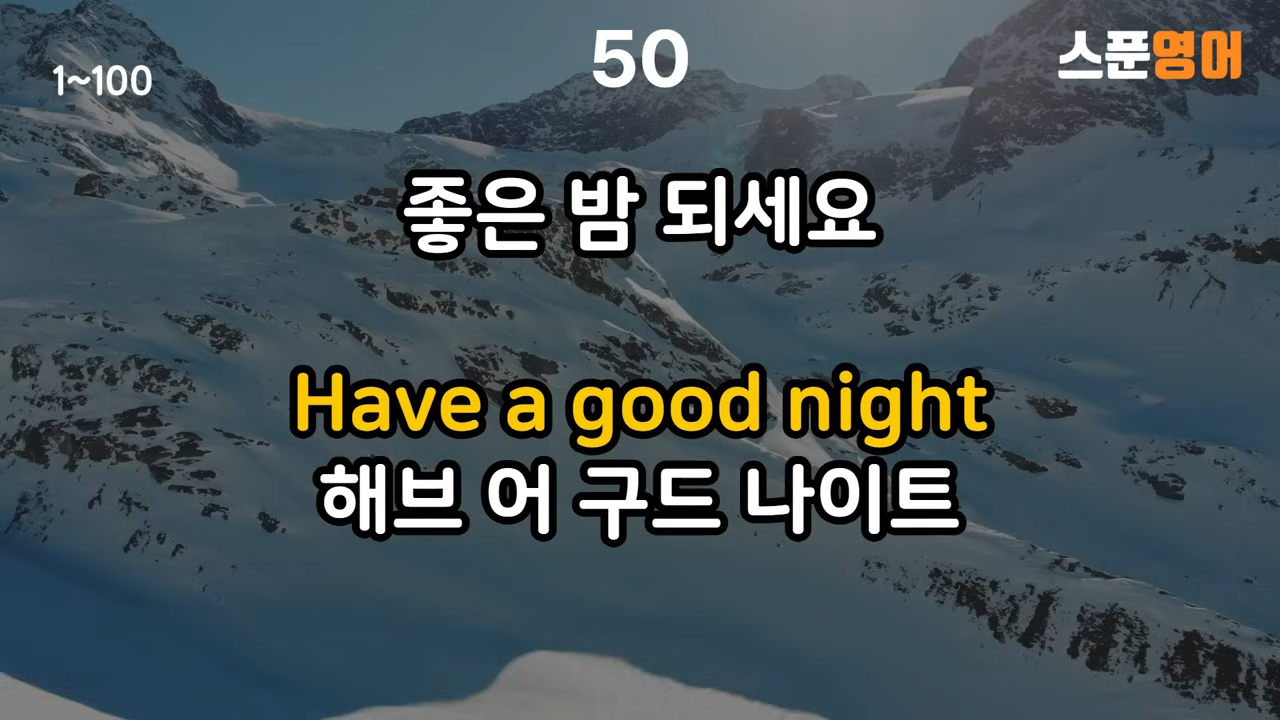 1~100
50
스푼영어
좋은 밤 되세요
Have a good night
해브 어 구드 나이트